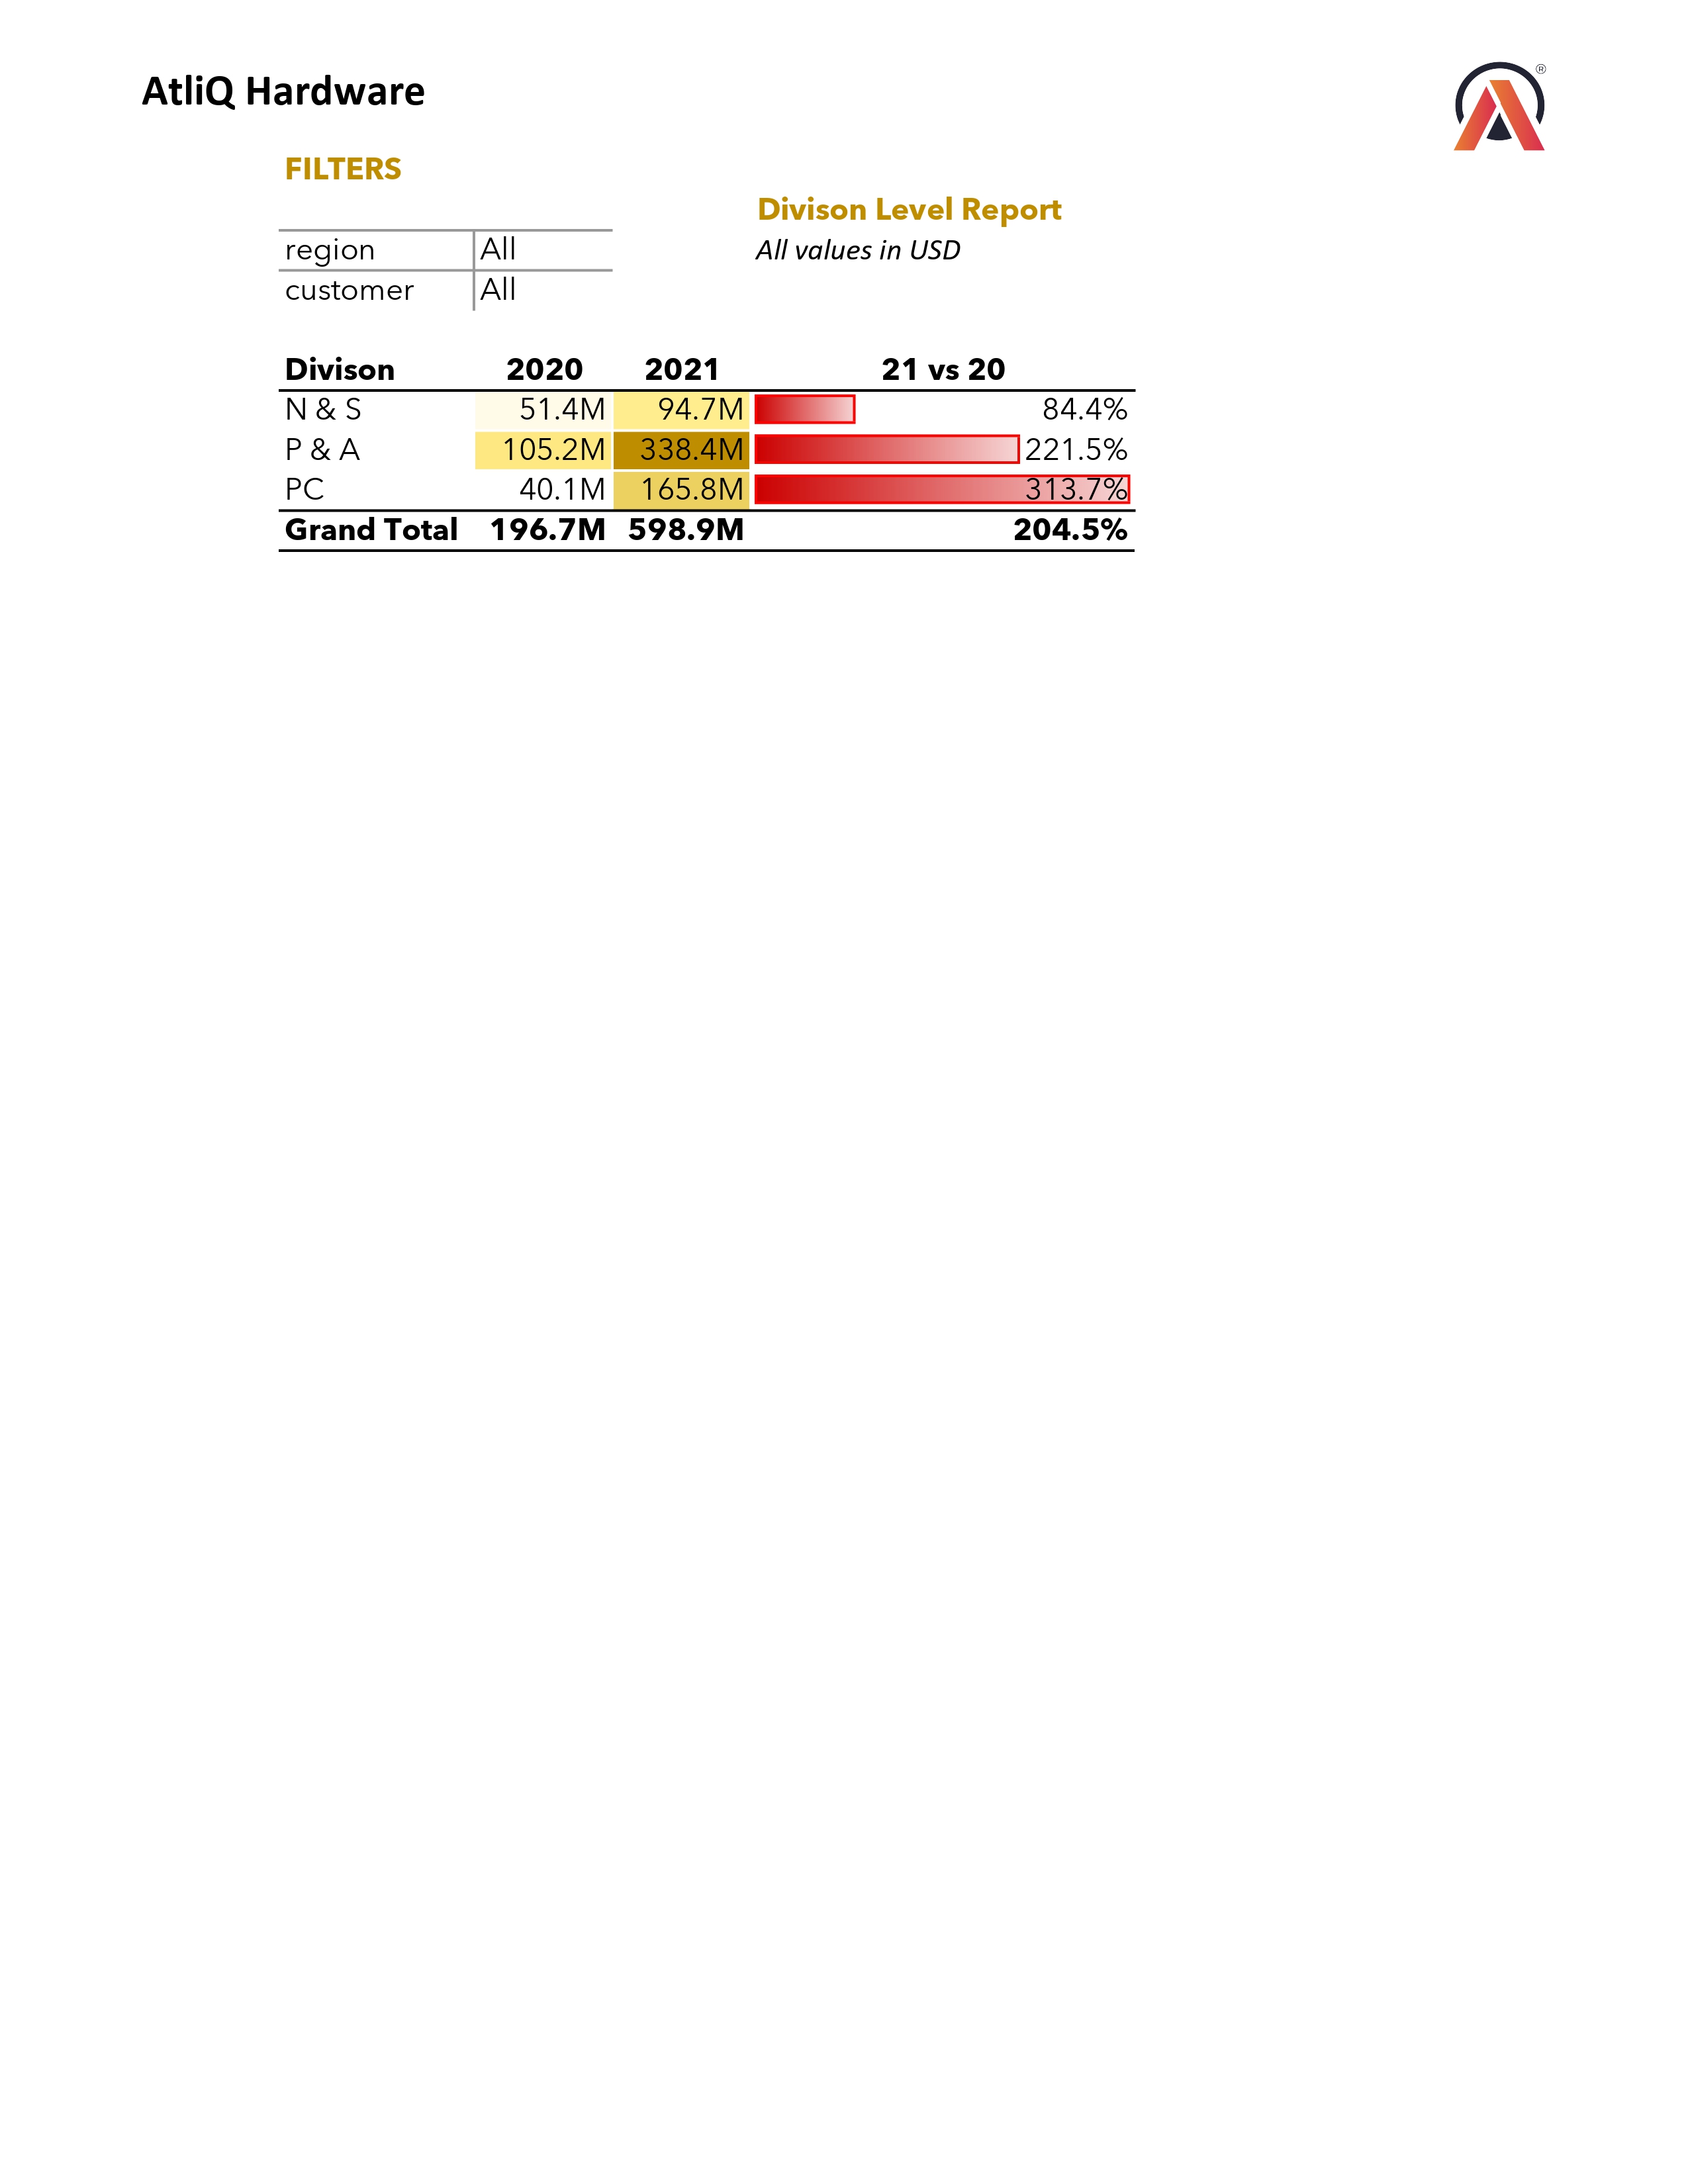 AtliQ Hardware
®
FILTERS
Divison Level Report
region All
All values in USD
customer All
Divison 2020 2021 21 vs 20
N & S 51.4M 94.7M 84.4%
P & A 105.2M 338.4M 221.5%
PC 40.1M 165.8M 313.7%
Grand Total 196.7M 598.9M 204.5%